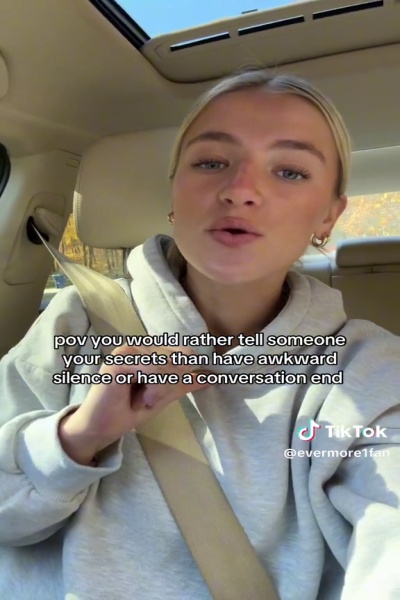 pov you would rather tell someone
your secrets than have awkward
silence or have a conversation end
TikTok
@evermore1fan